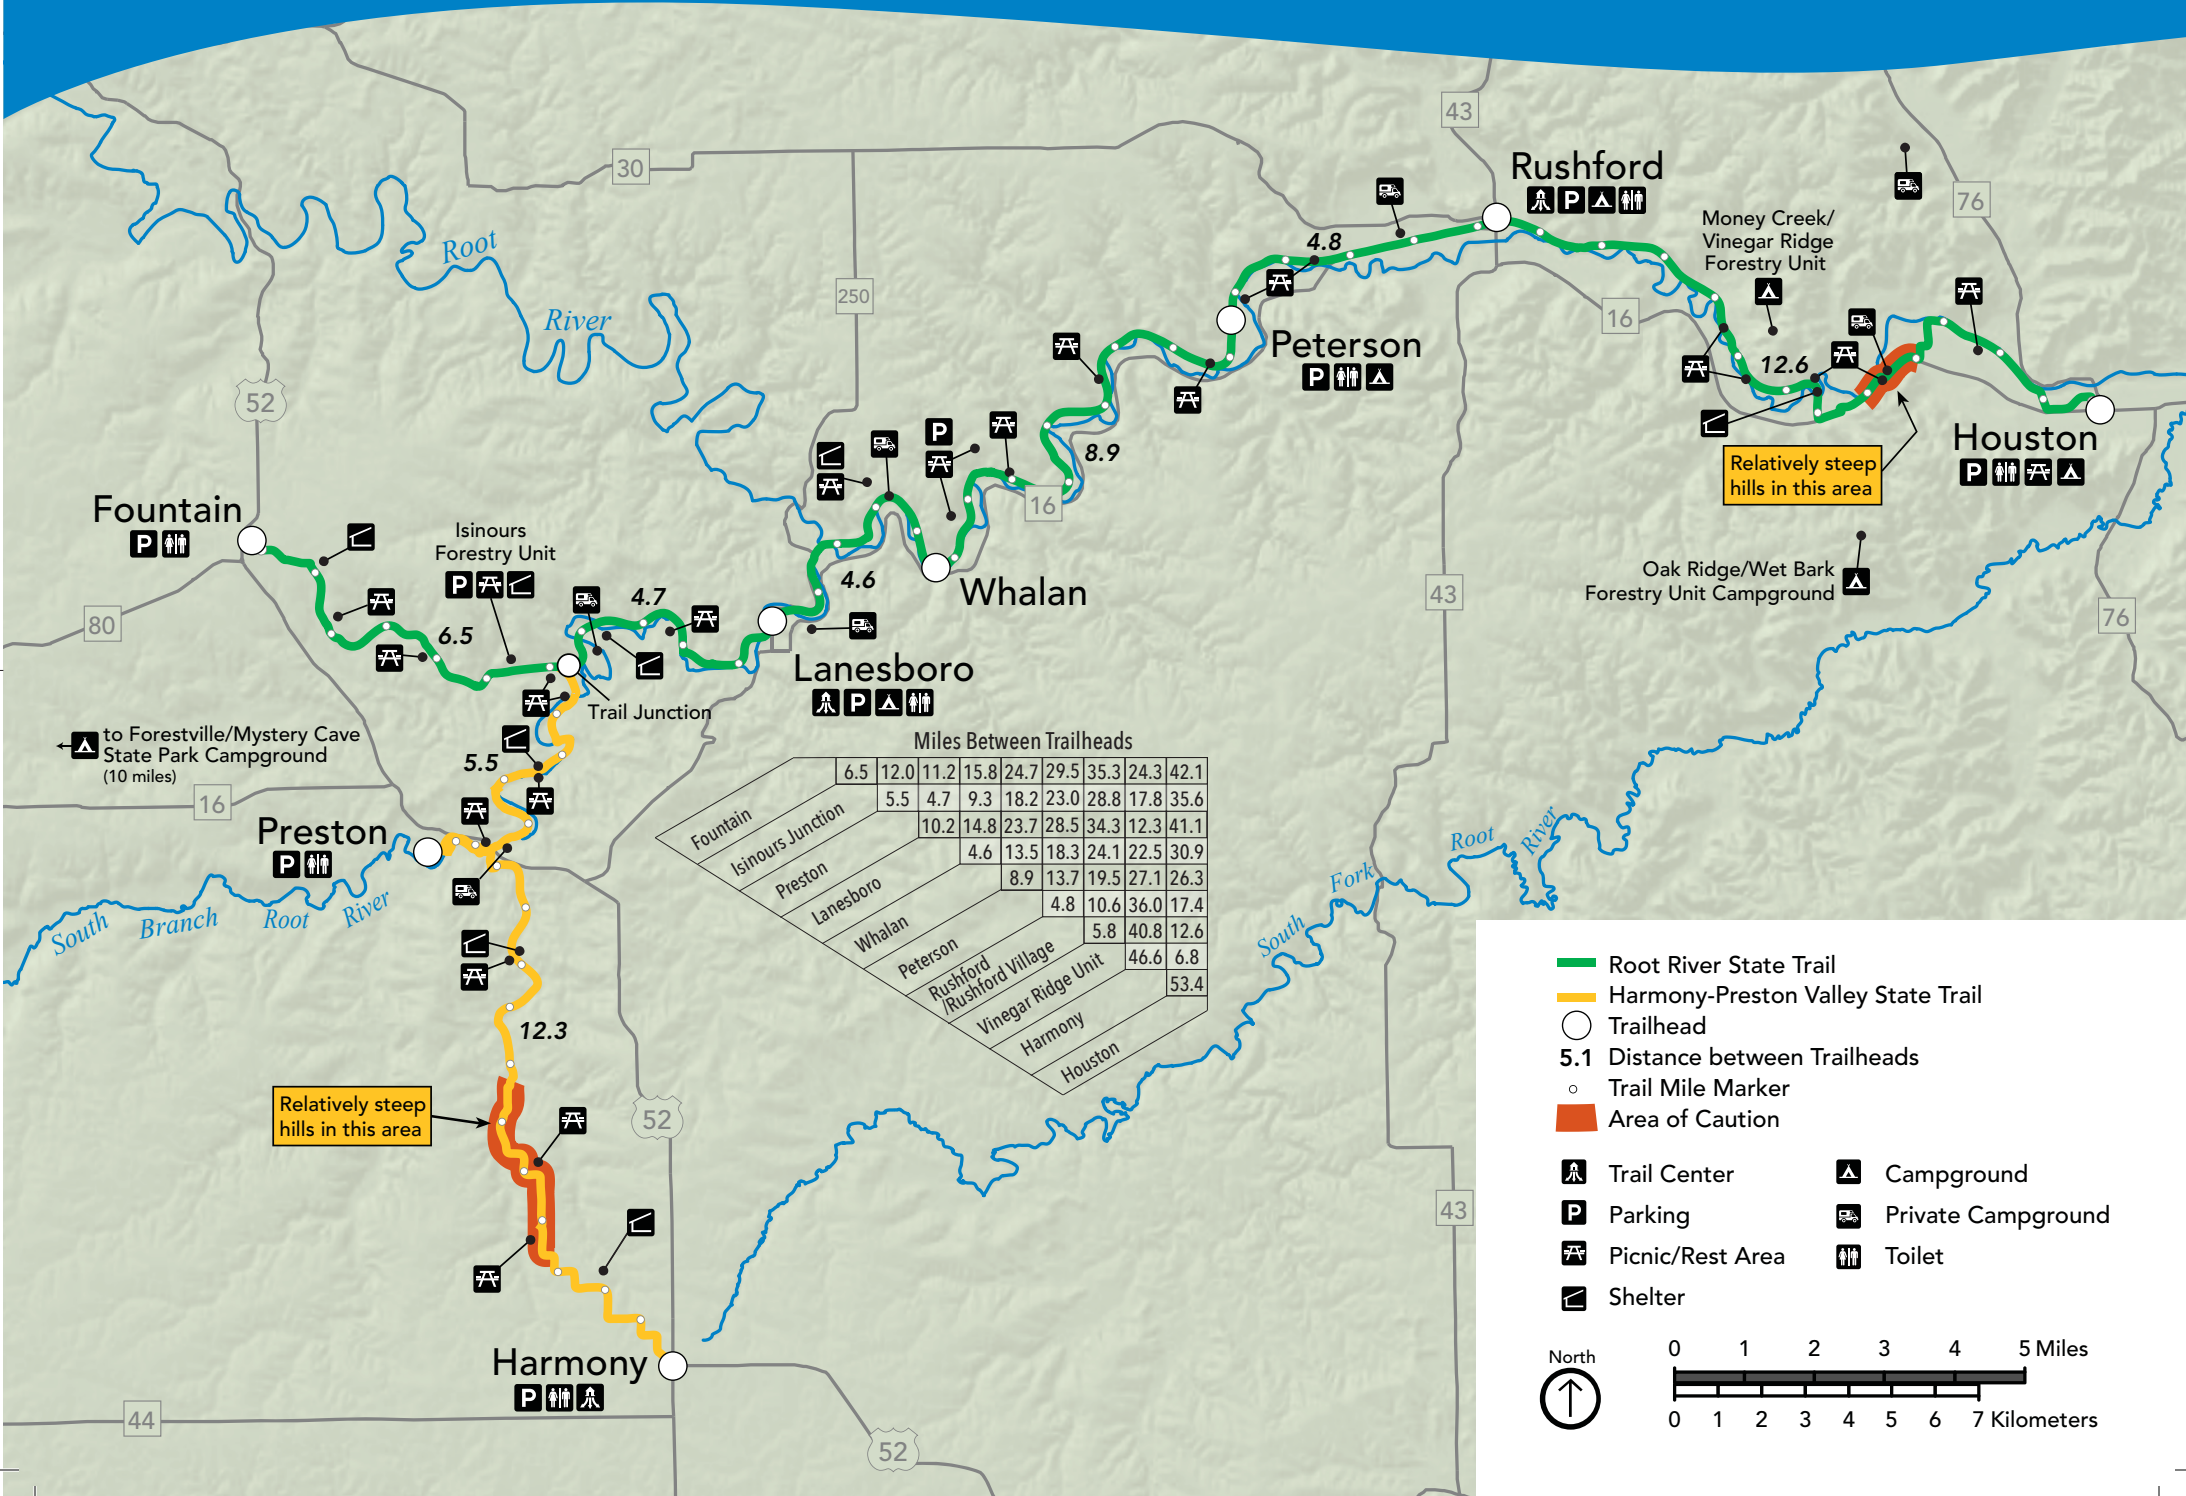 43
Rushford
P
30
76
Money Creek/
Vinegar Ridge
Forestry Unit
Root
4.8
250
River
16
Peterson
P
12.6
52
P
8.9
Houston
P
Relatively steep
hills in this area
16
Fountain
P
Isinours
Forestry Unit
P
Whalan
4.6
Oak Ridge/Wet Bark
Forestry Unit Campground
43
4.7
80
6.5
76
Lanesboro
P
Trail Junction
to Forestville/Mystery Cave
State Park Campground
(10 miles)
5.5
16
Preston
P
South Branch Root River
Miles Between Trailheads
6.5 12.0 11.2 15.8 24.7 29.5 35.3 24.3 42.1
5.5 4.7 9.3 18.2 23.0 28.8 17.8 35.6
10.2 14.8 23.7 28.5 34.3 12.3 41.1
4.6 13.5 18.3 24.1 22.5 30.9
8.9 13.7 19.5 27.1 26.3
4.8 10.6 36.0 17.4
5.8 40.8 12.6
46.6 6.8
53.4
Fountain
Isinours Junction
Preston
Lanesboro
Whalan
Peterson
Rushford
/Rushford Village
Vinegar Ridge Unit
Harmony
Houston
South Fork Root River
12.3
Relatively steep
hills in this area
52
43
Harmony
P
44
52
Root River State Trail
Harmony-Preston Valley State Trail
Trailhead
5.1 Distance between Trailheads
Trail Mile Marker
Area of Caution
Trail Center
Campground
P Parking
Private Campground
Picnic/Rest Area
Toilet
Shelter
North
0 1 2 3 4 5 Miles
0 1 2 3 4 5 6 7 Kilometers